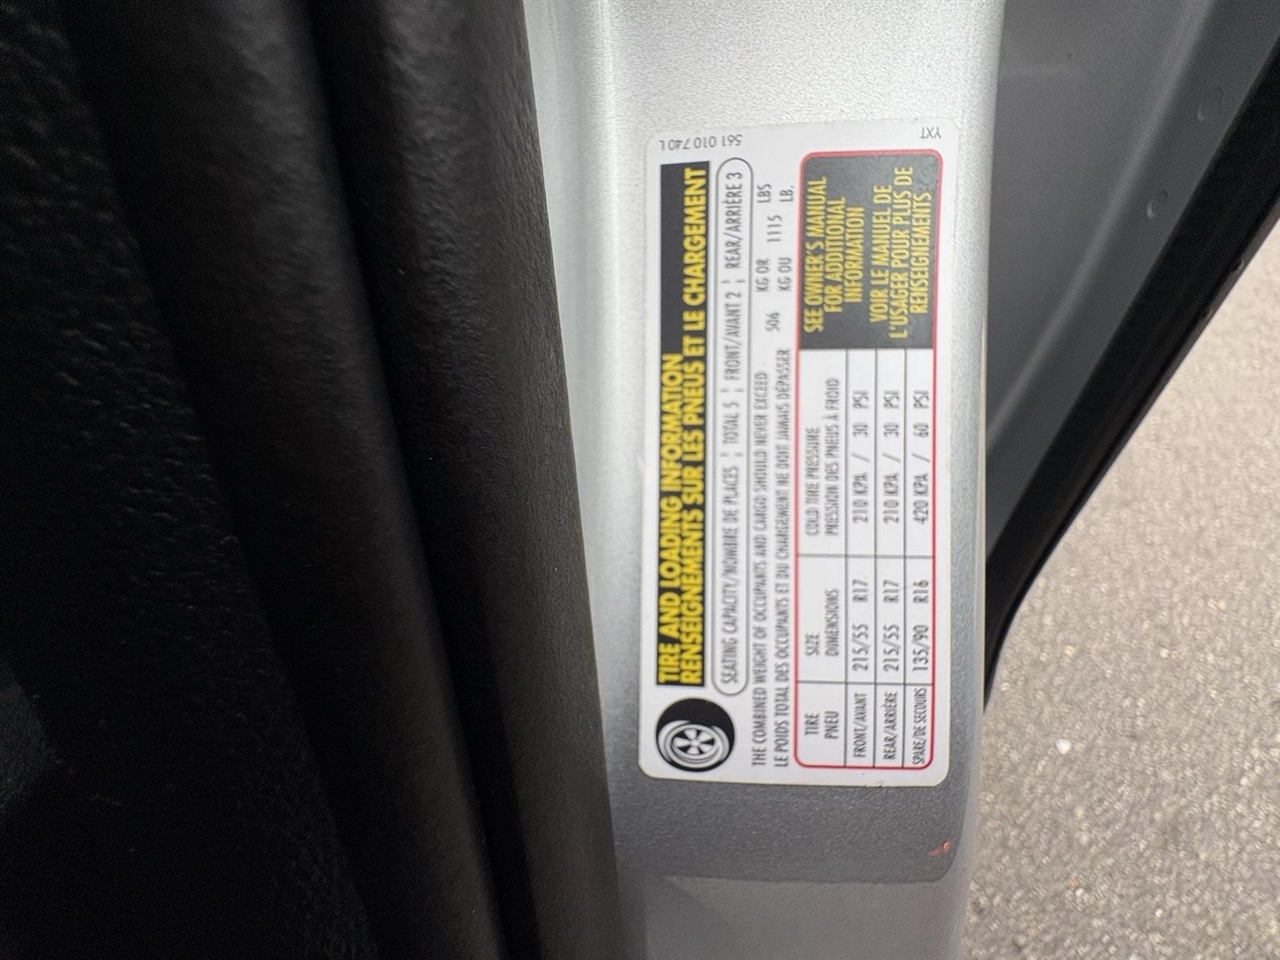 561 010 740 L
YXT
TIRE AND LOADING INFORMATION
RENSEIGNEMENTS SUR LES PNEUS ET LE CHARGEMENT
SEATING CAPACITY/NOMBRE DE PLACES TOTAL 5 FRONT/AVANT 2 REAR/ARRIÈRE 3
THE COMBINED WEIGHT OF OCCUPANTS AND CARGO SHOULD NEVER EXCEED 506 KG OR 1115 LBS
LE POIDS TOTAL DES OCCUPANTS ET DU CHARGEMENT NE DOIT JAMAIS DÉPASSER KG OU LB.
TIRE SIZE COLD TIRE PRESSURE
PNEU DIMENSIONS PRESSION DES PNEUS À FROID
FRONT/AVANT 215/55 R17 210 KPA / 30 PSI
REAR/ARRIÈRE 215/55 R17 210 KPA / 30 PSI
SPARE/DE SECOURS 135/90 R16 420 KPA / 60 PSI
SEE OWNER'S MANUAL
FOR ADDITIONAL
INFORMATION
VOIR LE MANUEL DE
L'USAGER POUR PLUS DE
RENSEIGNEMENTS